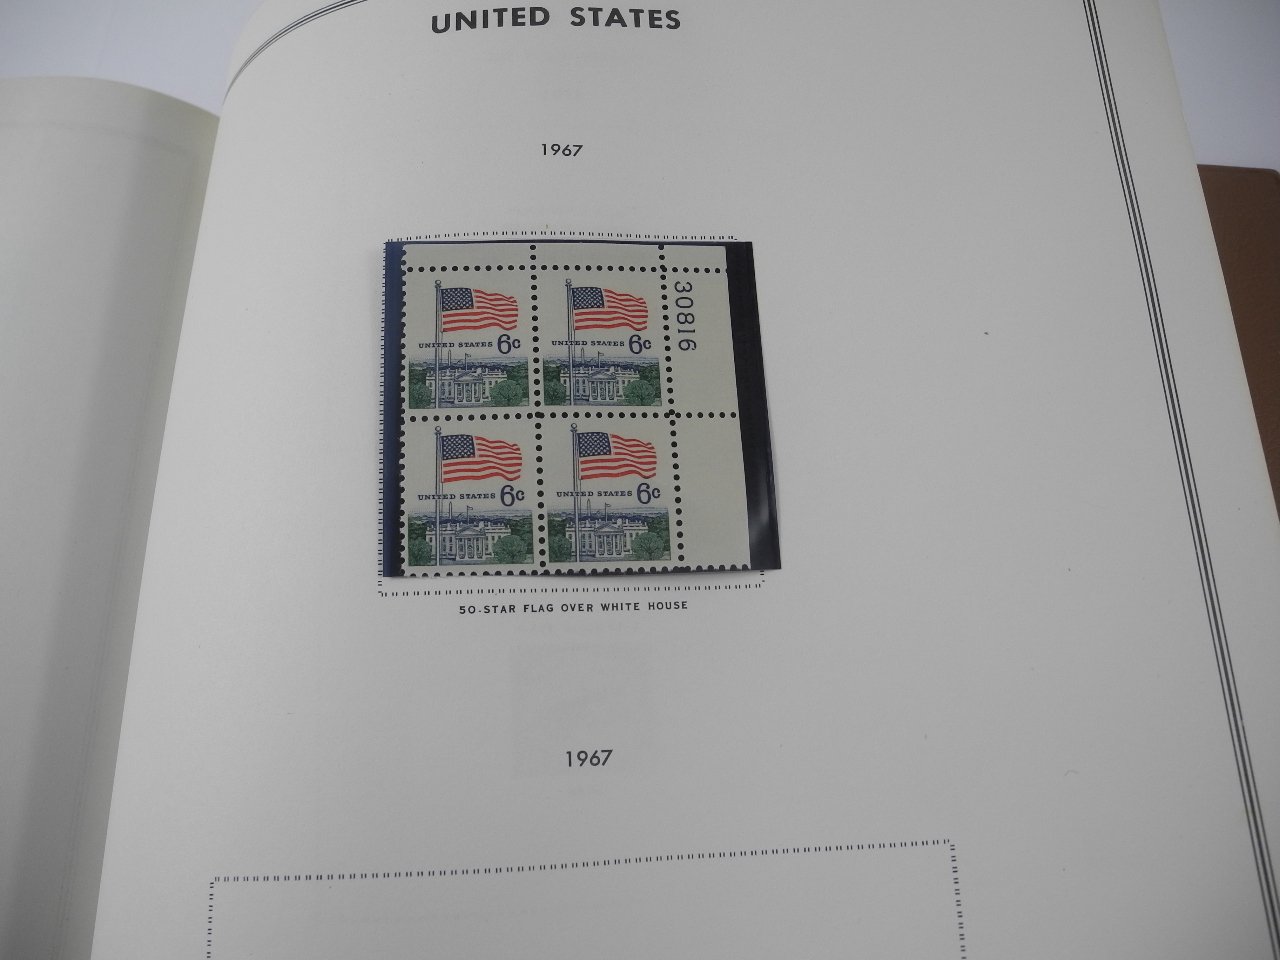 UNITED STATES
1967
30816
UNITED STATES 6c
UNITED STATES 6c
UNITED STATES 6c
UNITED STATES 6c
50-STAR FLAG OVER WHITE HOUSE
1967